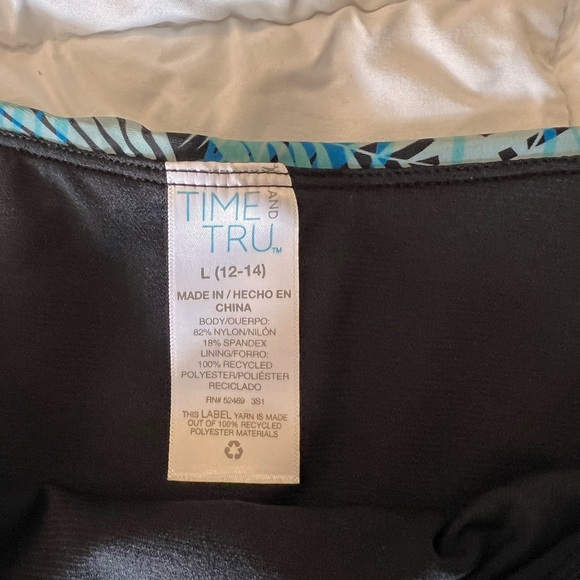 TIME AND
TRU™
L (12-14)
MADE IN / HECHO EN
CHINA
BODY/CUERPO:
82% NYLON/NILÓN
18% SPANDEX
LINING/FORRO:
100% RECYCLED
POLYESTER/POLIÉSTER
RECICLADO
RN# 52469 3S1
THIS LABEL YARN IS MADE
OUT OF 100% RECYCLED
POLYESTER MATERIALS